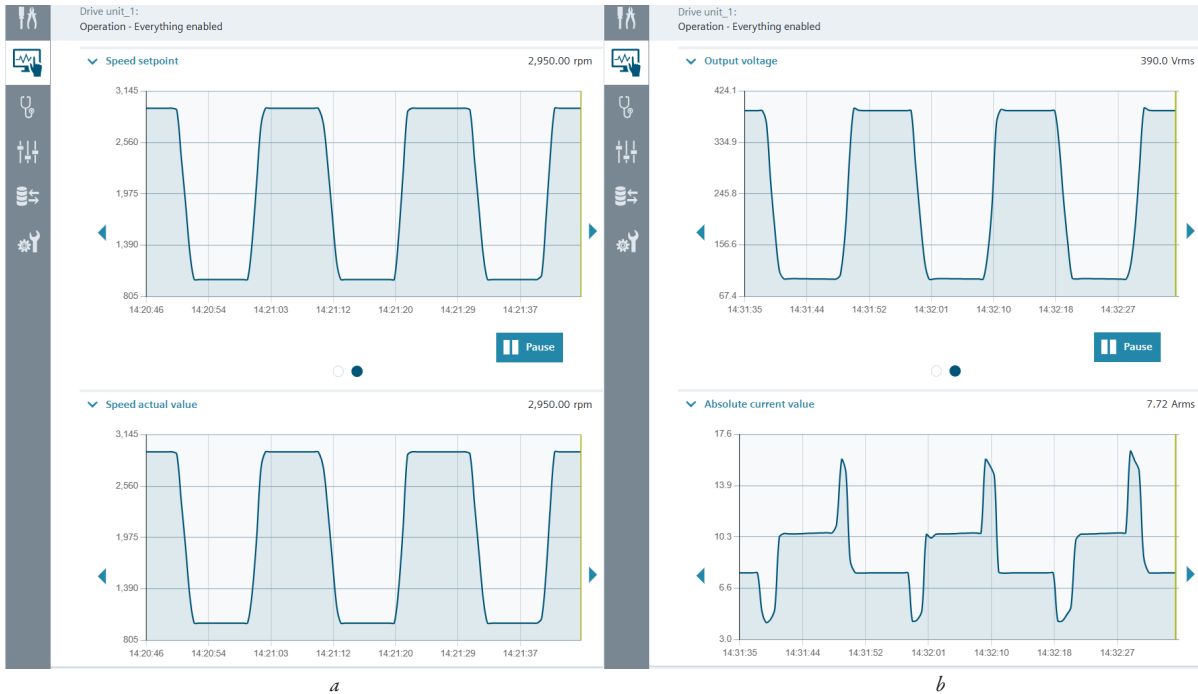 Drive unit_1:
Operation - Everything enabled
Speed setpoint 2,950.00 rpm
3,145
2,560
1,975
1,390
805
14:20:46 14:20:54 14:21:03 14:21:12 14:21:20 14:21:29 14:21:37
Pause
Speed actual value 2,950.00 rpm
3,145
2,560
1,975
1,390
805
14:20:46 14:20:54 14:21:03 14:21:12 14:21:20 14:21:29 14:21:37
a
Drive unit_1:
Operation - Everything enabled
Output voltage 390.0 Vrms
424.1
334.9
245.8
156.6
67.4
14:31:35 14:31:44 14:31:52 14:32:01 14:32:10 14:32:18 14:32:27
Pause
Absolute current value 7.72 Arms
17.6
13.9
10.3
6.6
3.0
14:31:35 14:31:44 14:31:52 14:32:01 14:32:10 14:32:18 14:32:27
b